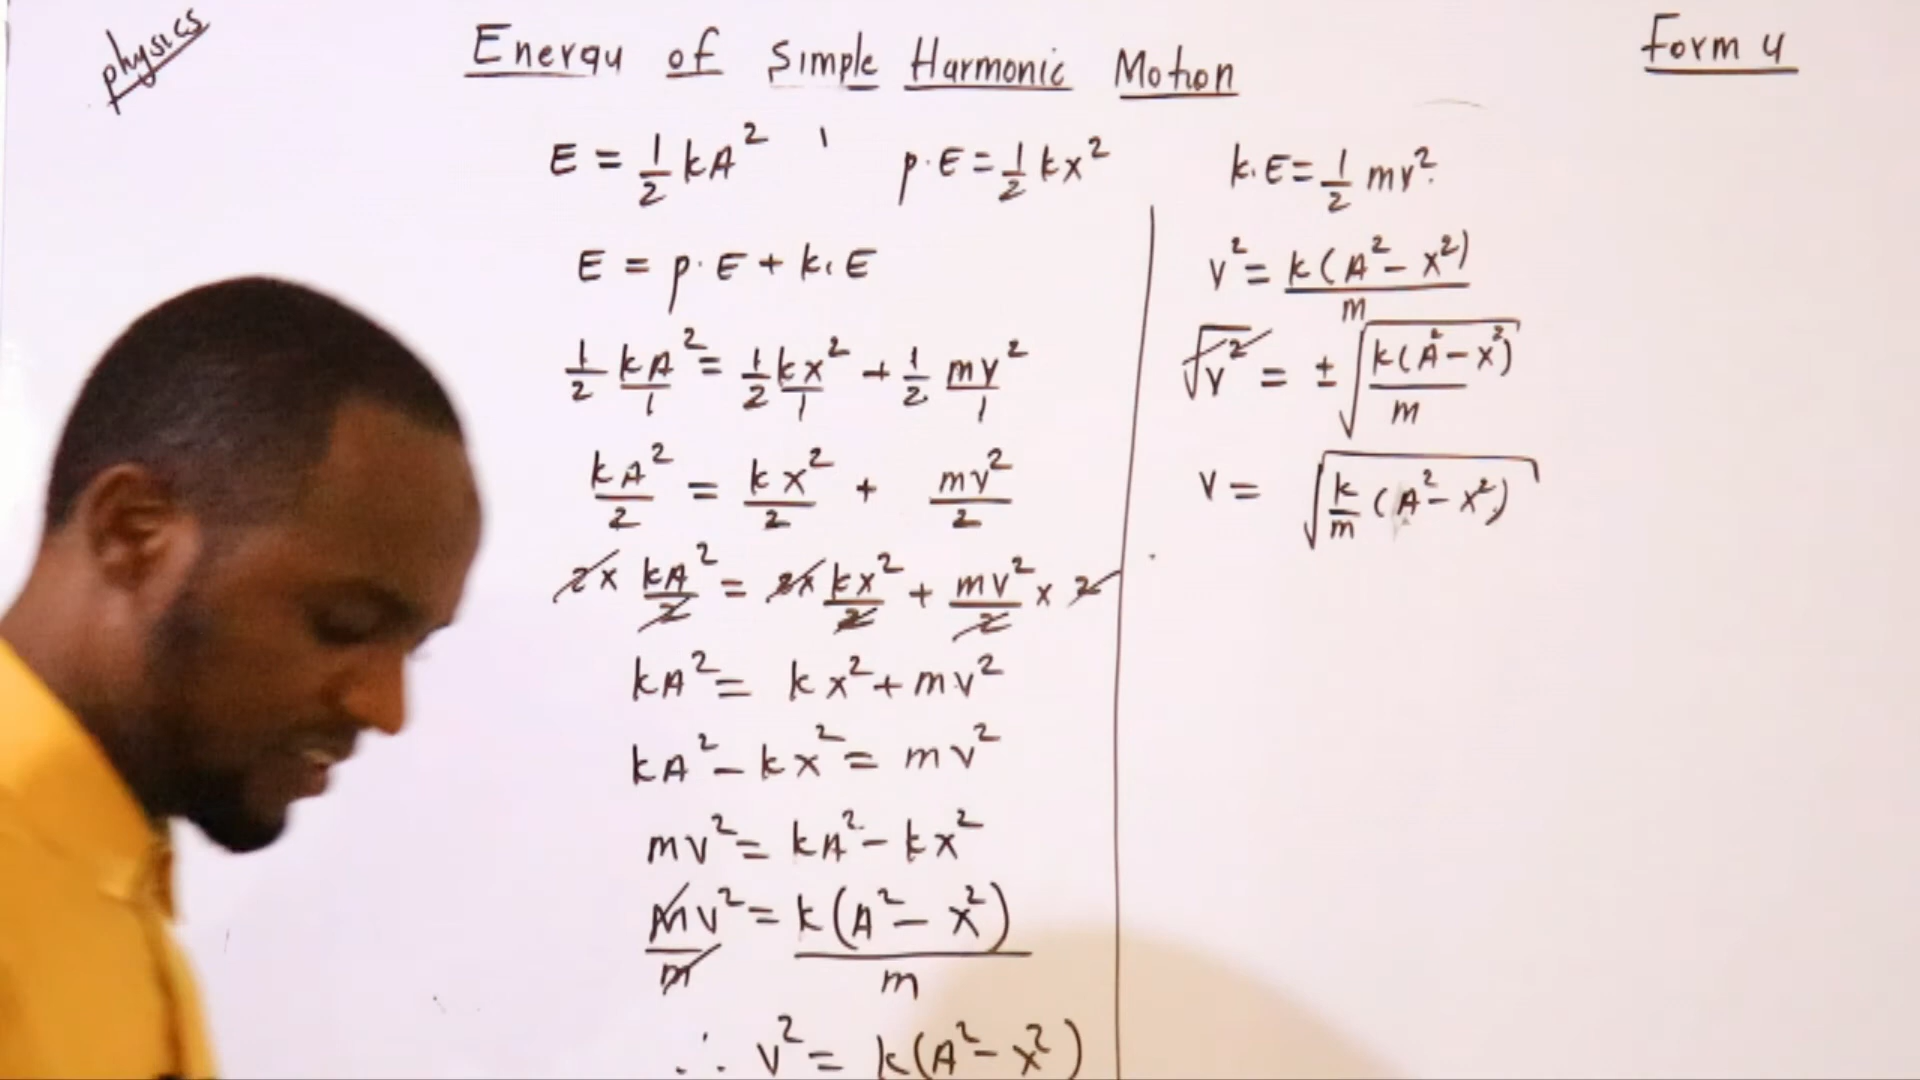 physics
Energy of Simple Harmonic Motion
Form 4
E = 1/2 kA² , p.E = 1/2 kx² k.E = 1/2 mv²
E = p.E + k.E
1/2 kA²/1 = 1/2 kx²/1 + 1/2 mv²/1
kA²/2 = kx²/2 + mv²/2
2 x kA²/2 = 2x kx²/2 + mv²/2 x 2
kA² = kx² + mv²
kA² - kx² = mv²
mv² = kA² - kx²
mv²/m = k(A² - x²)/m
∴ v² = k(A² - x²)
v² = k(A² - x²)/m
√v² = ± √(k(A² - x²)/m)
v = √(k/m (A² - x²))